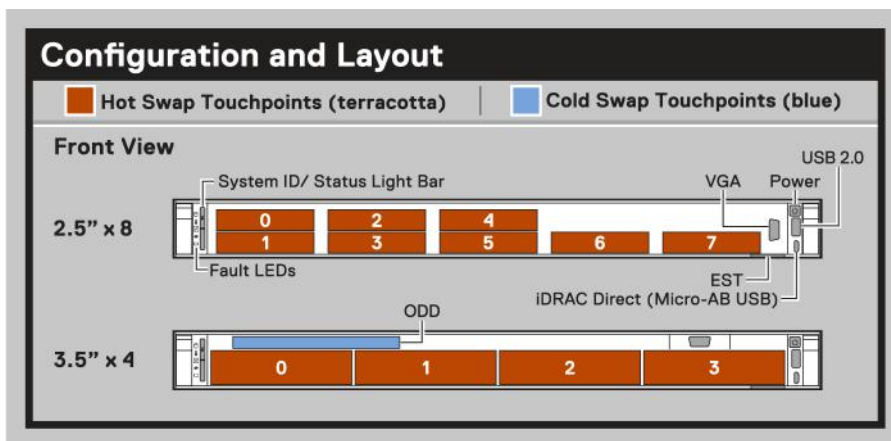 Configuration and Layout
Hot Swap Touchpoints (terracotta)
Cold Swap Touchpoints (blue)
Front View
USB 2.0
System ID/ Status Light Bar
VGA
Power
2.5” x 8
0
2
4
1
3
5
6
7
Fault LEDs
EST
iDRAC Direct (Micro-AB USB)
ODD
3.5” x 4
0
1
2
3